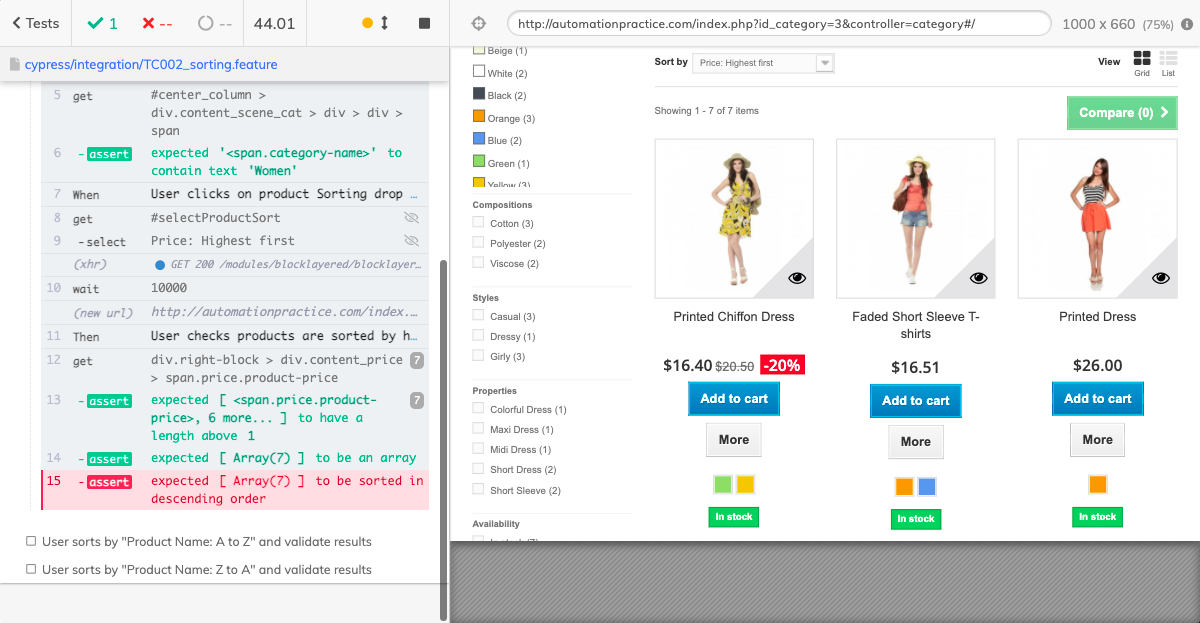 Tests
1
--
--
44.01
http://automationpractice.com/index.php?id_category=3&controller=category#/
1000 x 660 (75%)
cypress/integration/TC002_sorting.feature
5 get #center_column >
div.content_scene_cat > div > div >
span
6 - assert expected '<span.category-name>' to
contain text 'Women'
7 When User clicks on product Sorting drop …
8 get #selectProductSort
9 - select Price: Highest first
(xhr) GET 200 /modules/blocklayered/blocklayer…
10 wait 10000
(new url) http://automationpractice.com/index.…
11 Then User checks products are sorted by h…
12 get div.right-block > div.content_price 7
> span.price.product-price
13 - assert expected [ <span.price.product- 7
price>, 6 more... ] to have a
length above 1
14 - assert expected [ Array(7) ] to be an array
15 - assert expected [ Array(7) ] to be sorted in
descending order
User sorts by "Product Name: A to Z" and validate results
User sorts by "Product Name: Z to A" and validate results
Beige (1)
White (2)
Black (2)
Orange (3)
Blue (2)
Green (1)
Yellow (3)
Compositions
Cotton (3)
Polyester (2)
Viscose (2)
Styles
Casual (3)
Dressy (1)
Girly (3)
Properties
Colorful Dress (1)
Maxi Dress (1)
Midi Dress (1)
Short Dress (2)
Short Sleeve (2)
Availability
Sort by
Price: Highest first
View
Grid
List
Showing 1 - 7 of 7 items
Compare (0)
Printed Chiffon Dress
$16.40 $20.50 -20%
Add to cart
More
In stock
Faded Short Sleeve T-
shirts
$16.51
Add to cart
More
In stock
Printed Dress
$26.00
Add to cart
More
In stock